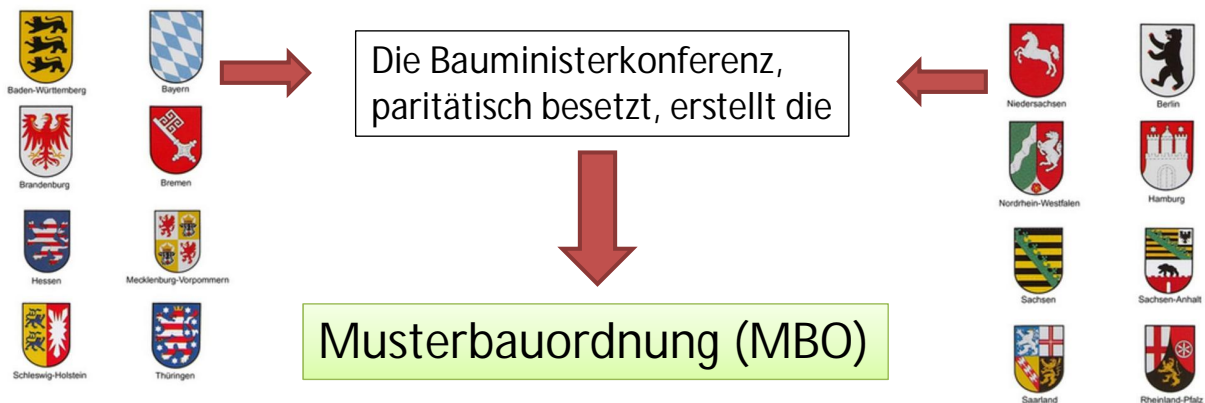 Baden-Württemberg
Bayern
Brandenburg
Bremen
Hessen
Mecklenburg-Vorpommern
Schleswig-Holstein
Thüringen
Die Bauministerkonferenz,
paritätisch besetzt, erstellt die
Musterbauordnung (MBO)
Niedersachsen
Berlin
Nordrhein-Westfalen
Hamburg
Sachsen
Sachsen-Anhalt
Saarland
Rheinland-Pfalz